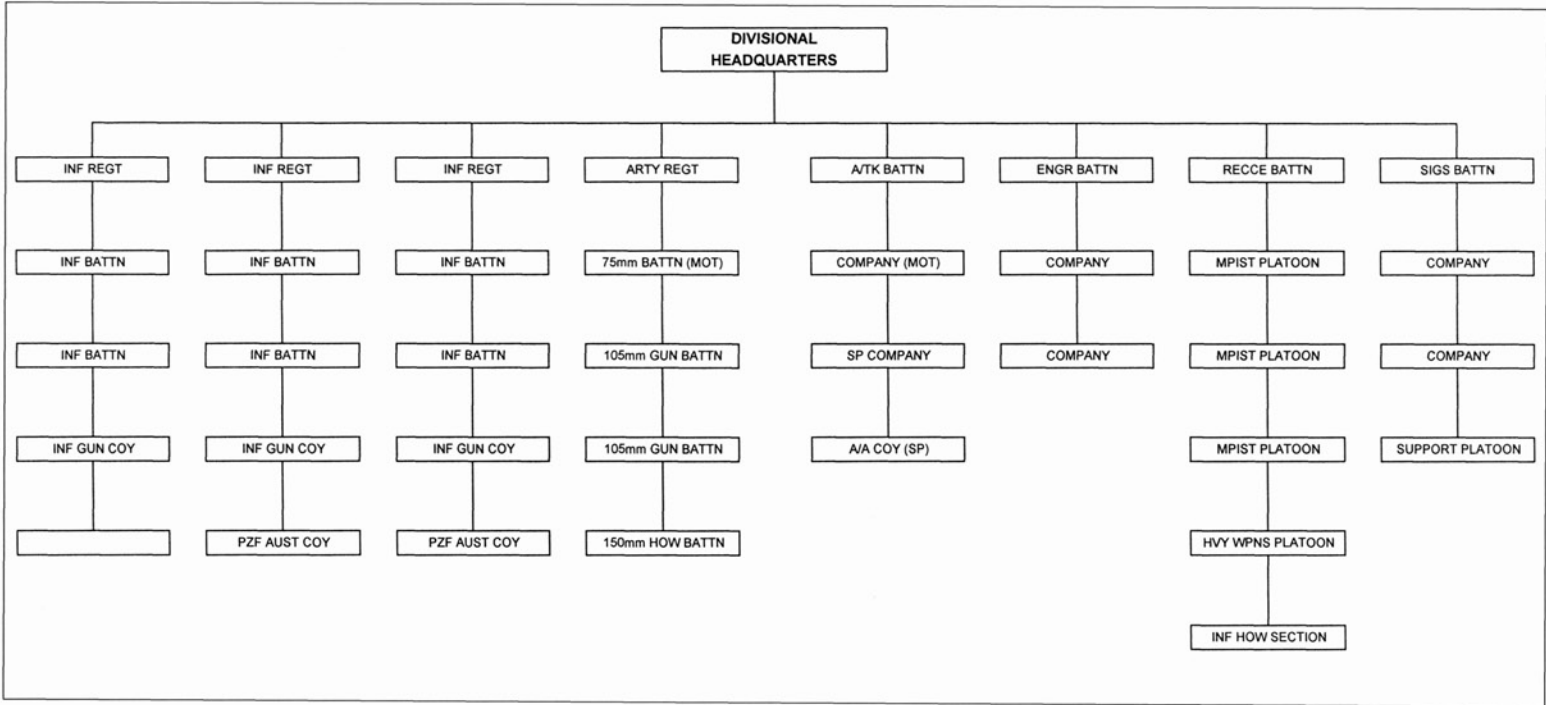 DIVISIONAL
HEADQUARTERS
INF REGT
INF REGT
INF REGT
ARTY REGT
A/TK BATTN
ENGR BATTN
RECCE BATTN
SIGS BATTN
INF BATTN
INF BATTN
INF BATTN
75mm BATTN (MOT)
COMPANY (MOT)
COMPANY
MPIST PLATOON
COMPANY
INF BATTN
INF BATTN
INF BATTN
105mm GUN BATTN
SP COMPANY
COMPANY
MPIST PLATOON
COMPANY
INF GUN COY
INF GUN COY
INF GUN COY
105mm GUN BATTN
A/A COY (SP)
MPIST PLATOON
SUPPORT PLATOON
PZF AUST COY
PZF AUST COY
150mm HOW BATTN
HVY WPNS PLATOON
INF HOW SECTION